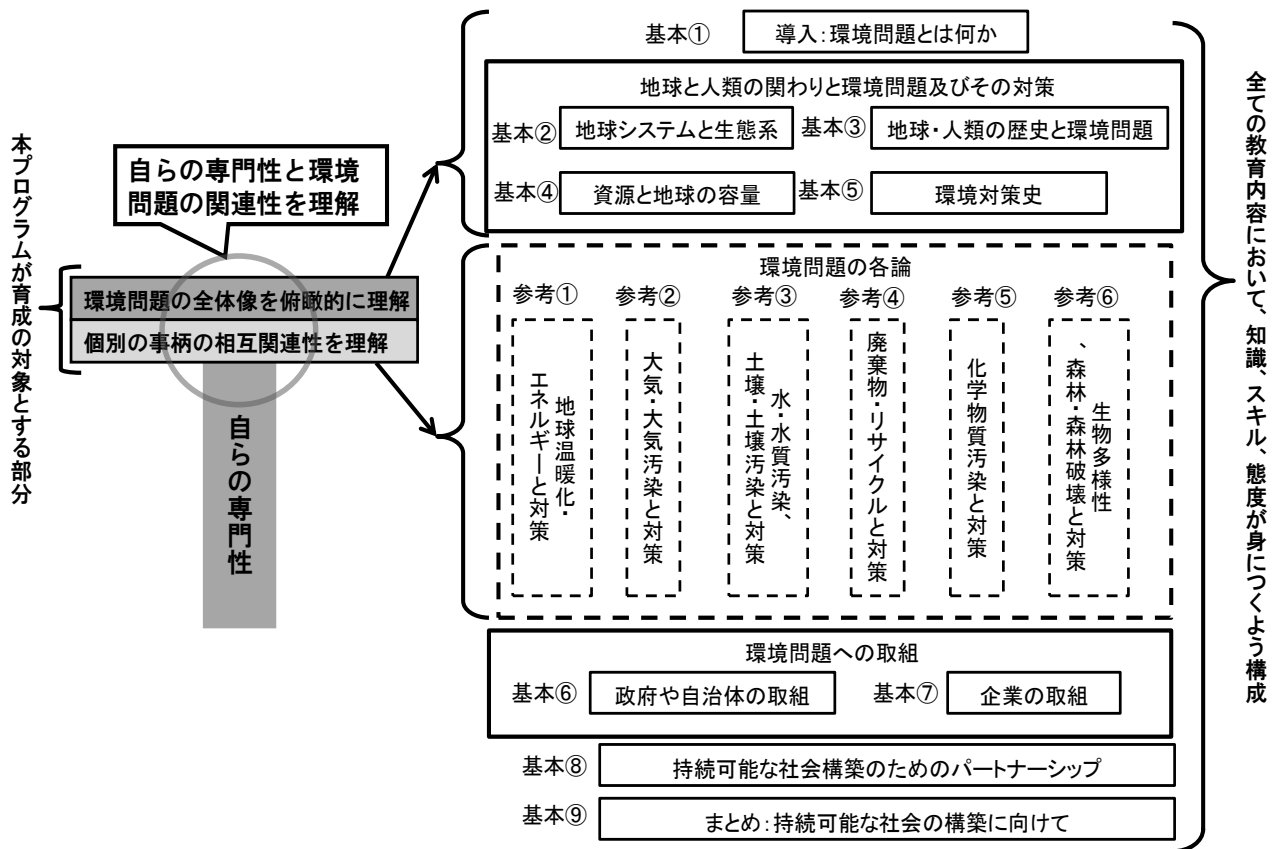 本プログラムが育成の対象とする部分
自らの専門性と環境
問題の関連性を理解
環境問題の全体像を俯瞰的に理解
個別の事柄の相互関連性を理解
自らの専門性
基本① 導入：環境問題とは何か
地球と人類の関わりと環境問題及びその対策
基本② 地球システムと生態系 基本③ 地球・人類の歴史と環境問題
基本④ 資源と地球の容量 基本⑤ 環境対策史
環境問題の各論
参考①
地球温暖化・
エネルギーと対策
参考②
大気・大気汚染と対策
参考③
水・水質汚染、
土壌・土壌汚染と対策
参考④
廃棄物・リサイクルと対策
参考⑤
化学物質汚染と対策
参考⑥
生物多様性
、森林・森林破壊と対策
環境問題への取組
基本⑥ 政府や自治体の取組 基本⑦ 企業の取組
基本⑧ 持続可能な社会構築のためのパートナーシップ
基本⑨ まとめ：持続可能な社会の構築に向けて
全ての教育内容において、知識、スキル、態度が身につくよう構成